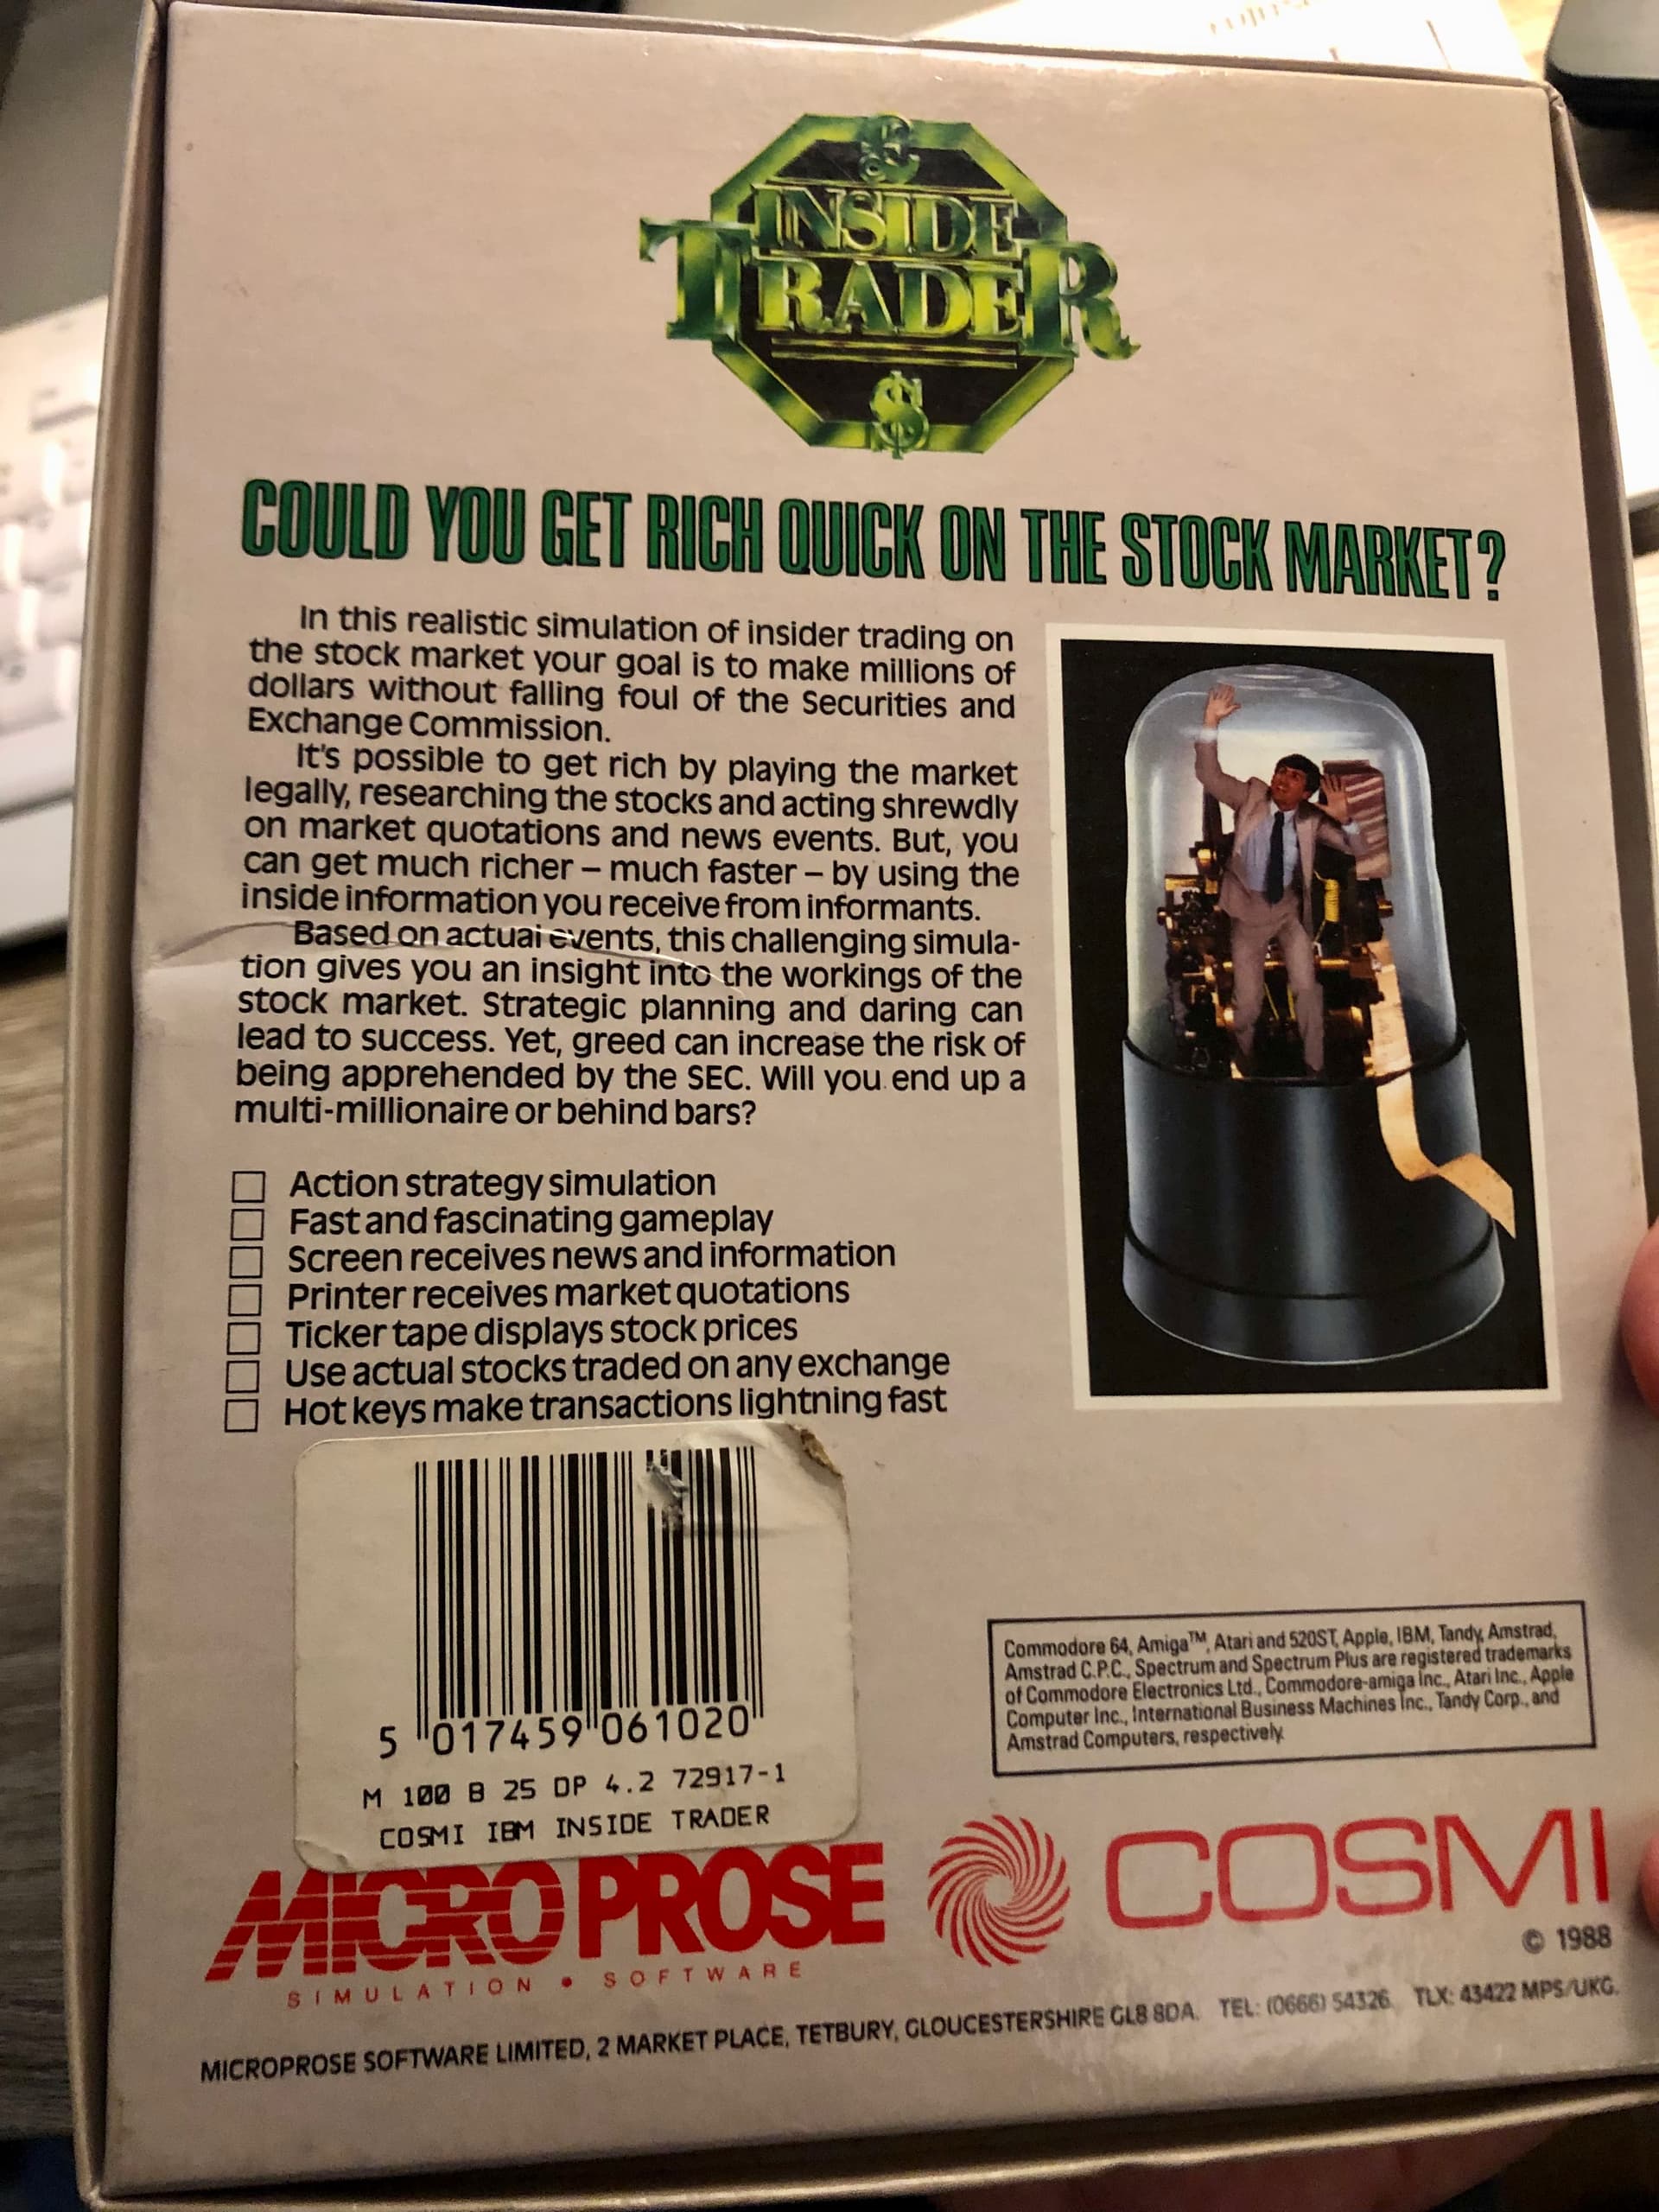 INSIDE
TRADER
$
COULD YOU GET RICH QUICK ON THE STOCK MARKET?
In this realistic simulation of insider trading on
the stock market your goal is to make millions of
dollars without falling foul of the Securities and
Exchange Commission.
It's possible to get rich by playing the market
legally, researching the stocks and acting shrewdly
on market quotations and news events. But, you
can get much richer – much faster – by using the
inside information you receive from informants.
Based on actual events, this challenging simula-
tion gives you an insight into the workings of the
stock market. Strategic planning and daring can
lead to success. Yet, greed can increase the risk of
being apprehended by the SEC. Will you end up a
multi-millionaire or behind bars?
☐ Action strategy simulation
☐ Fast and fascinating gameplay
☐ Screen receives news and information
☐ Printer receives market quotations
☐ Ticker tape displays stock prices
☐ Use actual stocks traded on any exchange
☐ Hot keys make transactions lightning fast
5 017459 061020
M 100 B 25 DP 4.2 72917-1
COSMI IBM INSIDE TRADER
Commodore 64, Amiga™, Atari and 520ST, Apple, IBM, Tandy, Amstrad,
Amstrad C.P.C., Spectrum and Spectrum Plus are registered trademarks
of Commodore Electronics Ltd., Commodore-amiga Inc., Atari Inc., Apple
Computer Inc., International Business Machines Inc., Tandy Corp., and
Amstrad Computers, respectively.
MICRO PROSE
SIMULATION • SOFTWARE
COSMI
© 1988
MICROPROSE SOFTWARE LIMITED, 2 MARKET PLACE, TETBURY, GLOUCESTERSHIRE GL8 8DA. TEL: (0666) 54326. TLX: 43422 MPS/UKG.